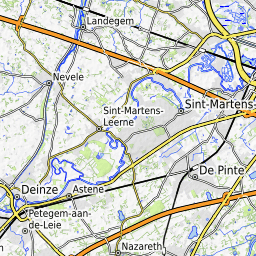 Landegem
Nevele
Sint-Martens-
Leerne
Sint-Martens-
De Pinte
Deinze
Astene
Petegem-aan-
de-Leie
Nazareth